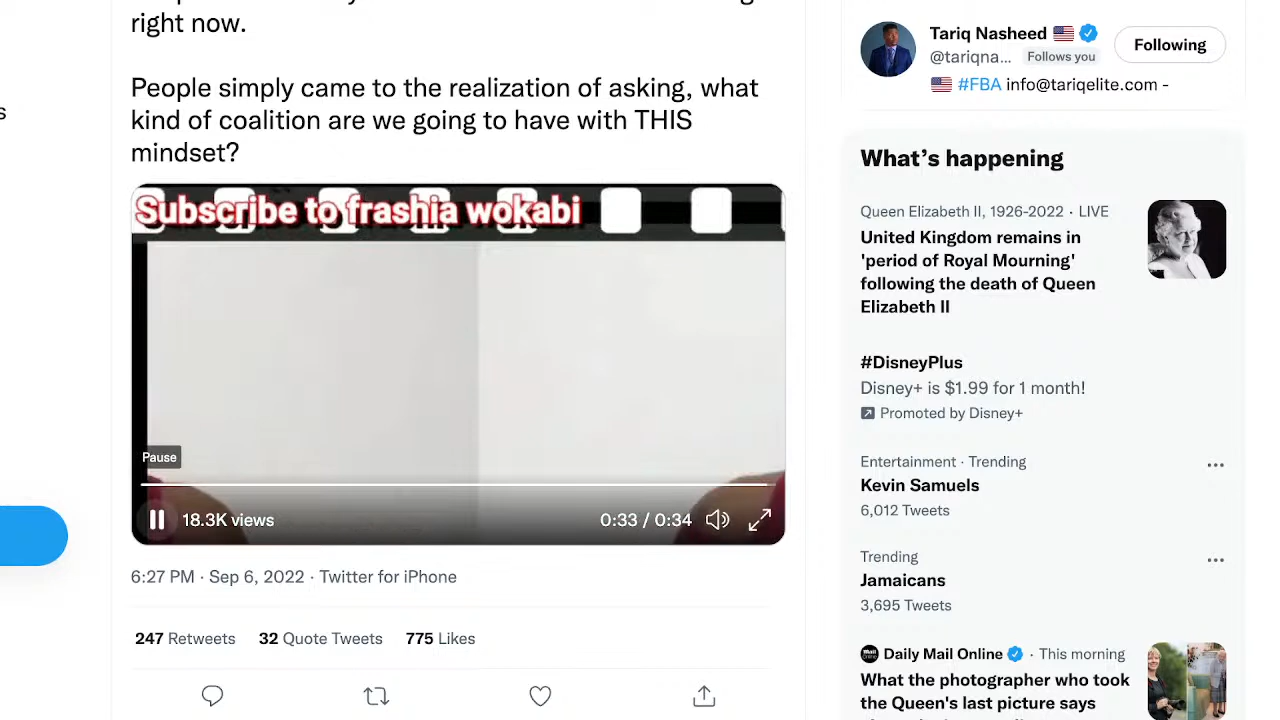 right now.
People simply came to the realization of asking, what
kind of coalition are we going to have with THIS
mindset?
Subscribe to frashia wokabi
Pause
18.3K views
0:33 / 0:34
6:27 PM · Sep 6, 2022 · Twitter for iPhone
247 Retweets 32 Quote Tweets 775 Likes
s
Tariq Nasheed 🇺🇸
@tariqna... Follows you
Following
🇺🇸 #FBA info@tariqelite.com -
What's happening
Queen Elizabeth II, 1926-2022 · LIVE
United Kingdom remains in
'period of Royal Mourning'
following the death of Queen
Elizabeth II
#DisneyPlus
Disney+ is $1.99 for 1 month!
Promoted by Disney+
Entertainment · Trending
Kevin Samuels
6,012 Tweets
Trending
Jamaicans
3,695 Tweets
Daily Mail Online · This morning
What the photographer who took
the Queen's last picture says